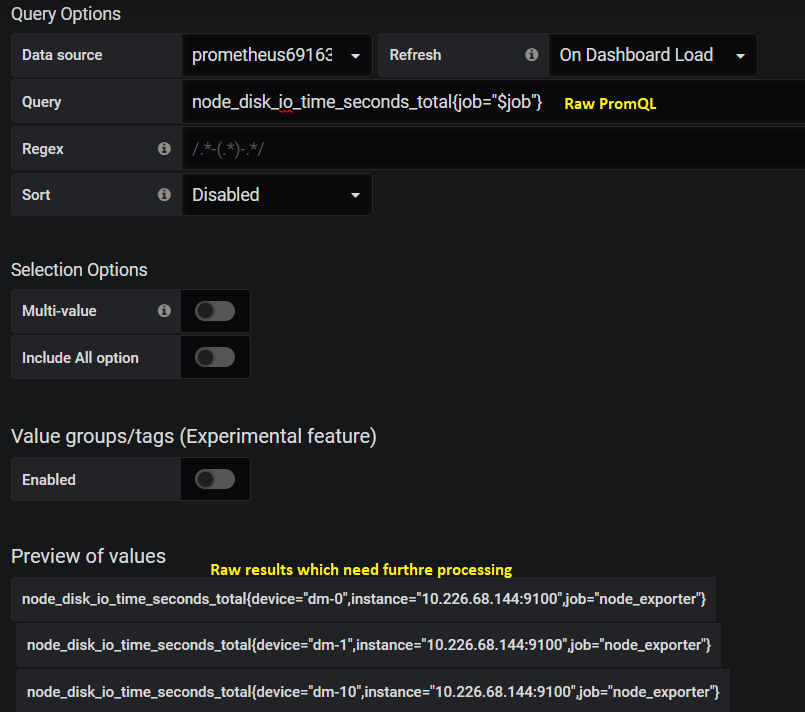 Query Options
Data source prometheus69163 Refresh On Dashboard Load
Query node_disk_io_time_seconds_total{job="$job"} Raw PromQL
Regex /.*-(.*)-.*/
Sort Disabled
Selection Options
Multi-value
Include All option
Value groups/tags (Experimental feature)
Enabled
Preview of values
Raw results which need furthre processing
node_disk_io_time_seconds_total{device="dm-0",instance="10.226.68.144:9100",job="node_exporter"}
node_disk_io_time_seconds_total{device="dm-1",instance="10.226.68.144:9100",job="node_exporter"}
node_disk_io_time_seconds_total{device="dm-10",instance="10.226.68.144:9100",job="node_exporter"}